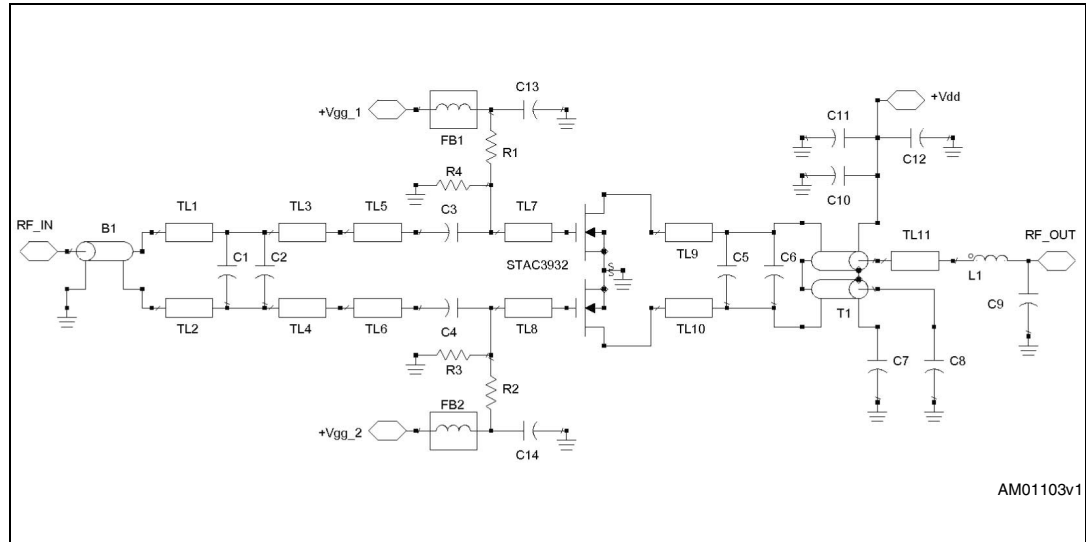 C13
+Vgg_1
FB1
R1
R4
C11
+Vdd
C12
C10
RF_IN
B1
TL1
TL3
TL5
C3
TL7
TL9
TL11
RF_OUT
C1
C2
STAC3932
S
S
C5
C6
L1
T1
C9
TL2
TL4
TL6
C4
TL8
TL10
R3
C7
C8
R2
FB2
+Vgg_2
C14
AM01103v1